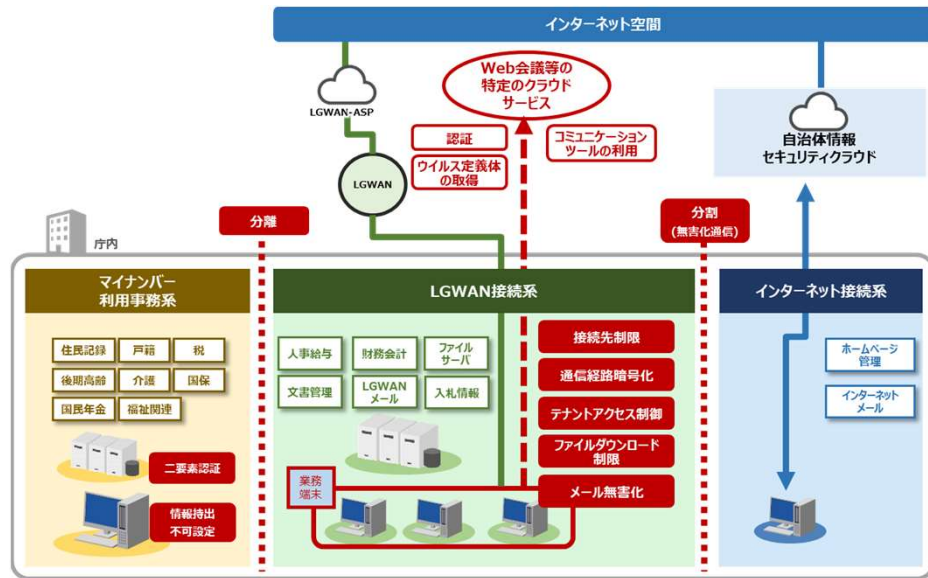 インターネット空間
LGWAN-ASP
Web会議等の
特定のクラウド
サービス
認証
ウイルス定義体
の取得
コミュニケーション
ツールの利用
自治体情報
セキュリティクラウド
LGWAN
分離
分割
(無害化通信)
庁内
マイナンバー
利用事務系
住民記録
戸籍
税
後期高齢
介護
国保
国民年金
福祉関連
二要素認証
情報持出
不可設定
LGWAN接続系
人事給与
財務会計
ファイル
サーバ
文書管理
LGWAN
メール
入札情報
接続先制限
通信経路暗号化
テナントアクセス制御
ファイルダウンロード
制限
メール無害化
業務
端末
インターネット接続系
ホームページ
管理
インターネット
メール